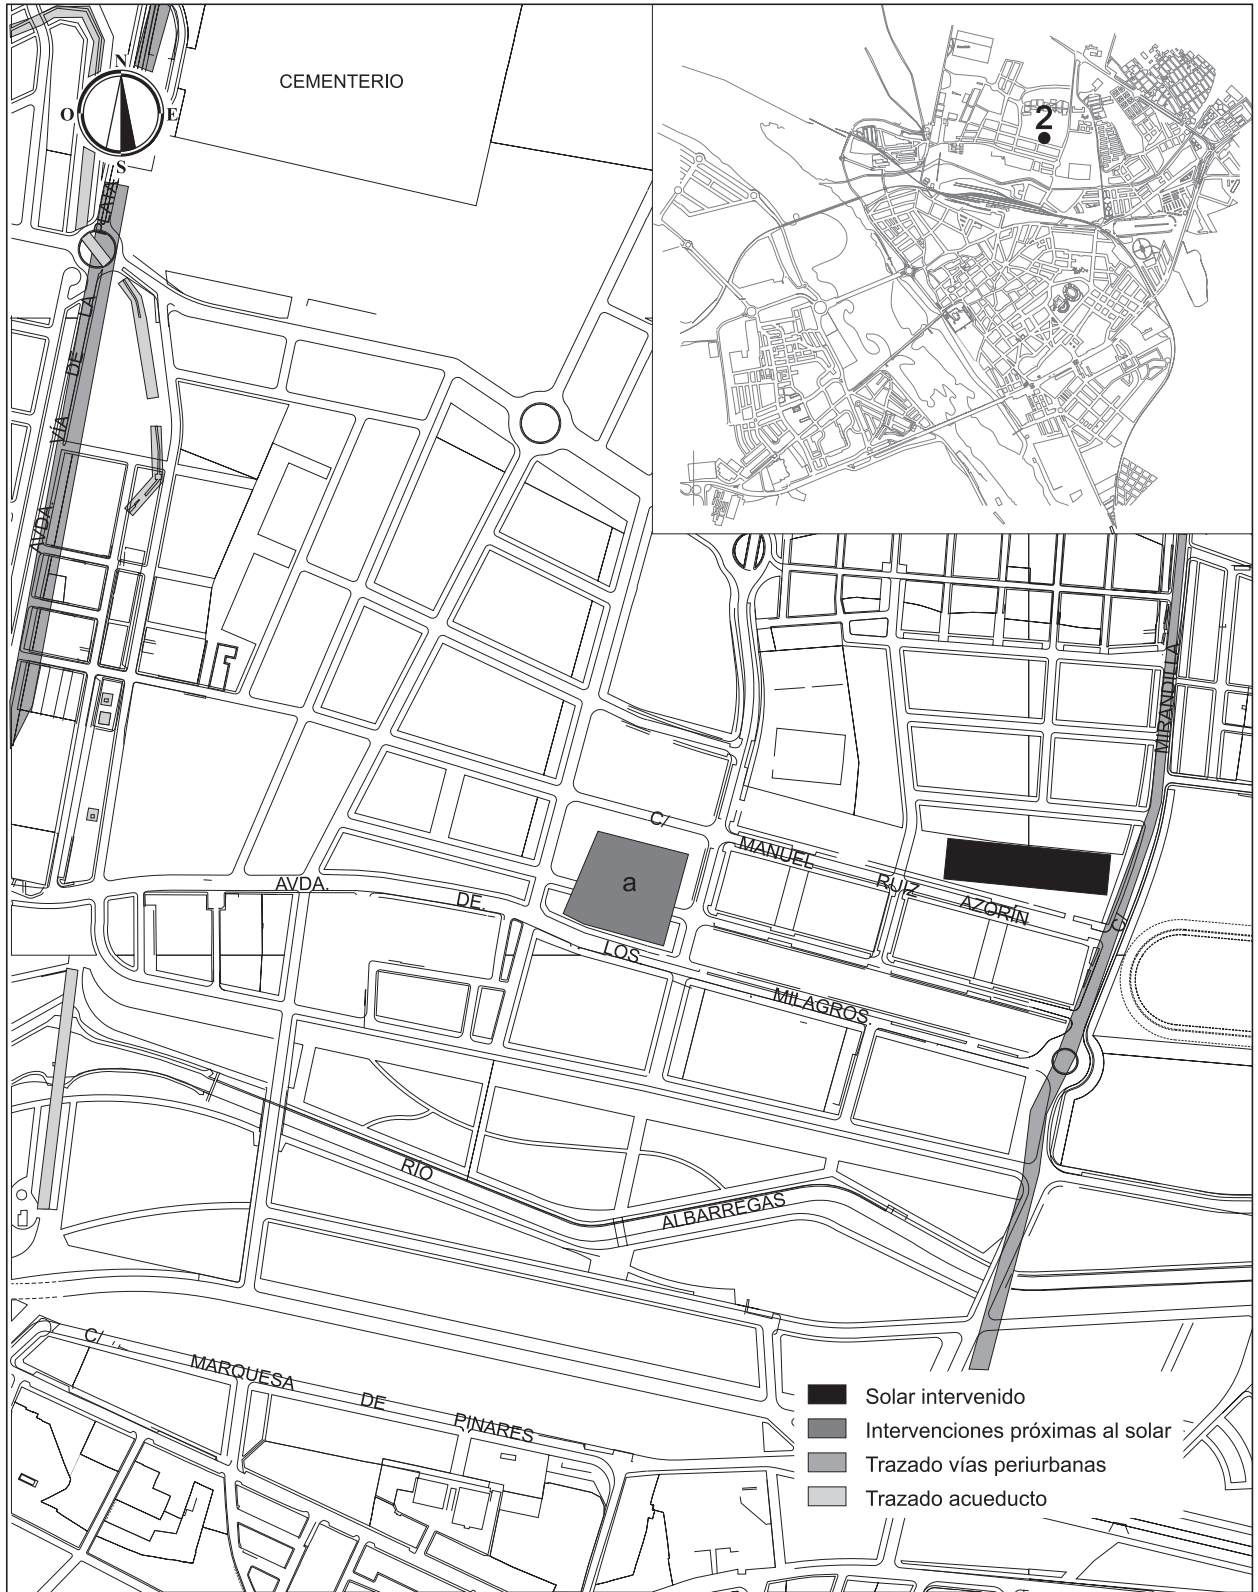 CEMENTERIO
N
O
E
S
2
AVDA VÍA DE LA PLATA
C/ MIRANDILLA
C/ MANUEL RUIZ AZORÍN
a
AVDA. DE. LOS MILAGROS.
RIO ALBARREGAS
C/ MARQUESA DE PINARES
Solar intervenido
Intervenciones próximas al solar
Trazado vías periurbanas
Trazado acueducto